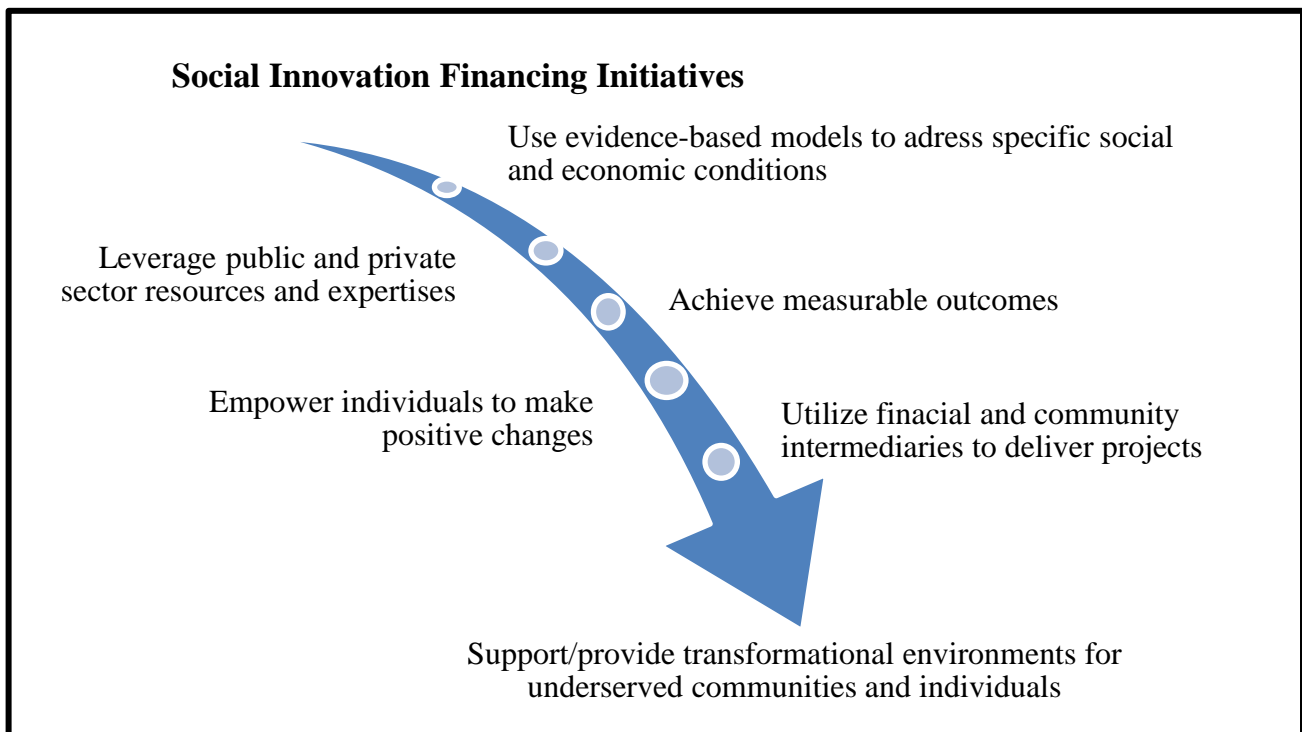 Social Innovation Financing Initiatives
Use evidence-based models to adress specific social
and economic conditions
Leverage public and private
sector resources and expertises
Achieve measurable outcomes
Empower individuals to make
positive changes
Utilize finacial and community
intermediaries to deliver projects
Support/provide transformational environments for
underserved communities and individuals